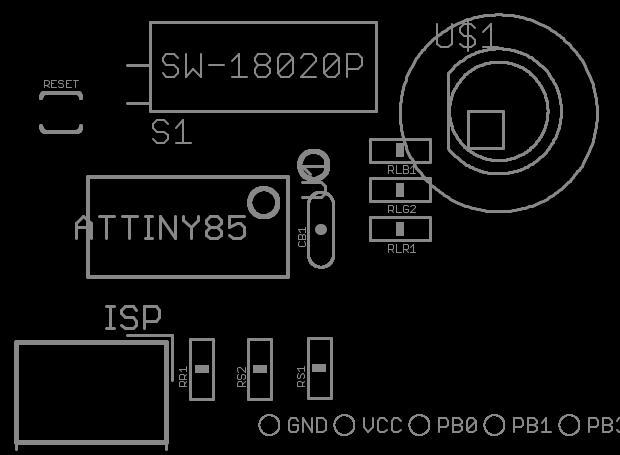 U$1
SW-18020P
RESET
S1
RLB1
RLG2
ATTINY85
CB1
RLR1
ISP
RR1
RS2
RS1
GND VCC PB0 PB1 PB3